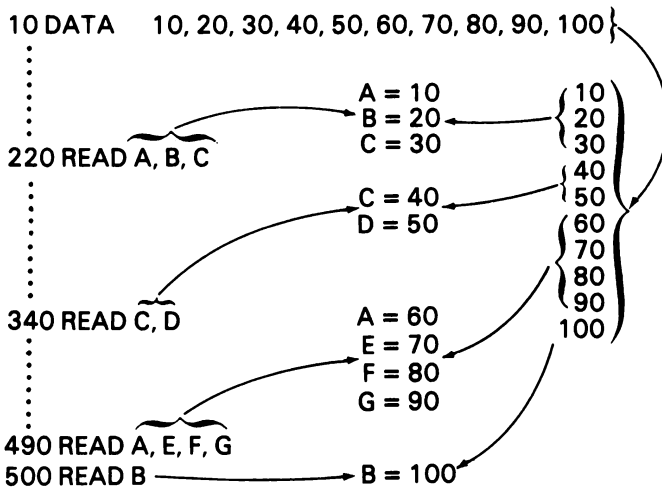 10 DATA 10, 20, 30, 40, 50, 60, 70, 80, 90, 100
220 READ A, B, C
A = 10
B = 20
C = 30
10
20
30
40
50
60
70
80
90
100
C = 40
D = 50
340 READ C, D
A = 60
E = 70
F = 80
G = 90
490 READ A, E, F, G
500 READ B
B = 100